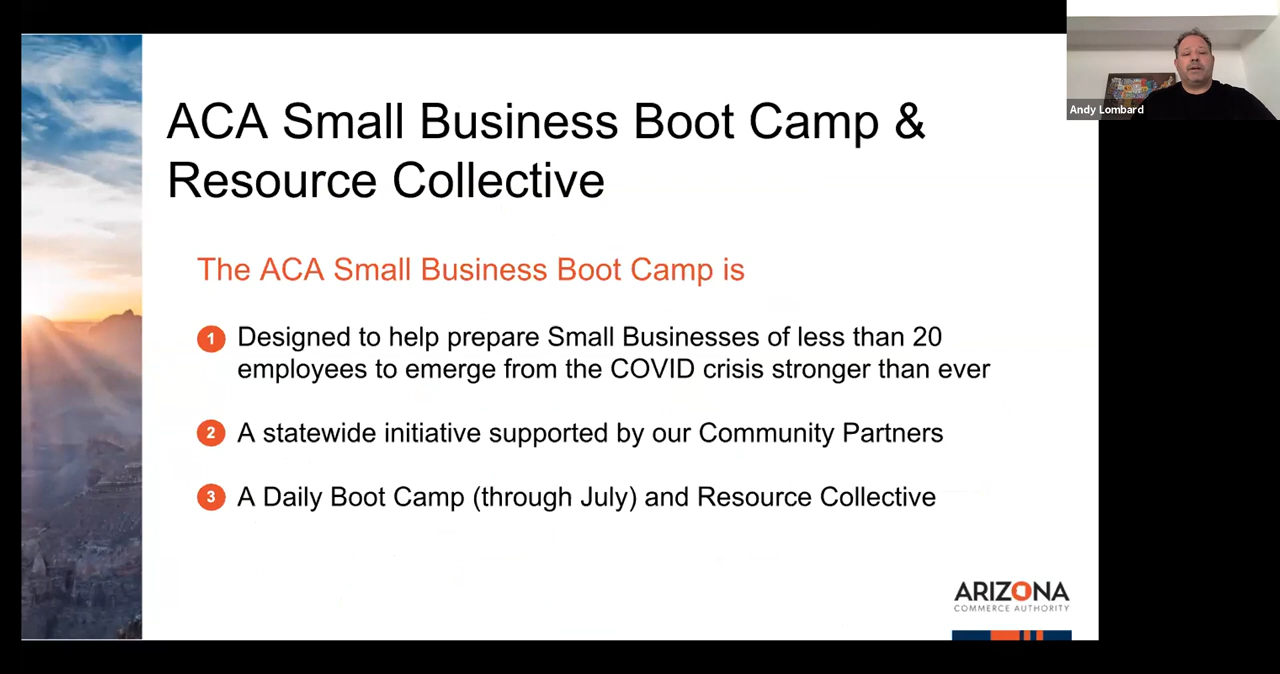 ACA Small Business Boot Camp &
Resource Collective
The ACA Small Business Boot Camp is
1 Designed to help prepare Small Businesses of less than 20
employees to emerge from the COVID crisis stronger than ever
2 A statewide initiative supported by our Community Partners
3 A Daily Boot Camp (through July) and Resource Collective
ARIZONA
COMMERCE AUTHORITY
Andy Lombard